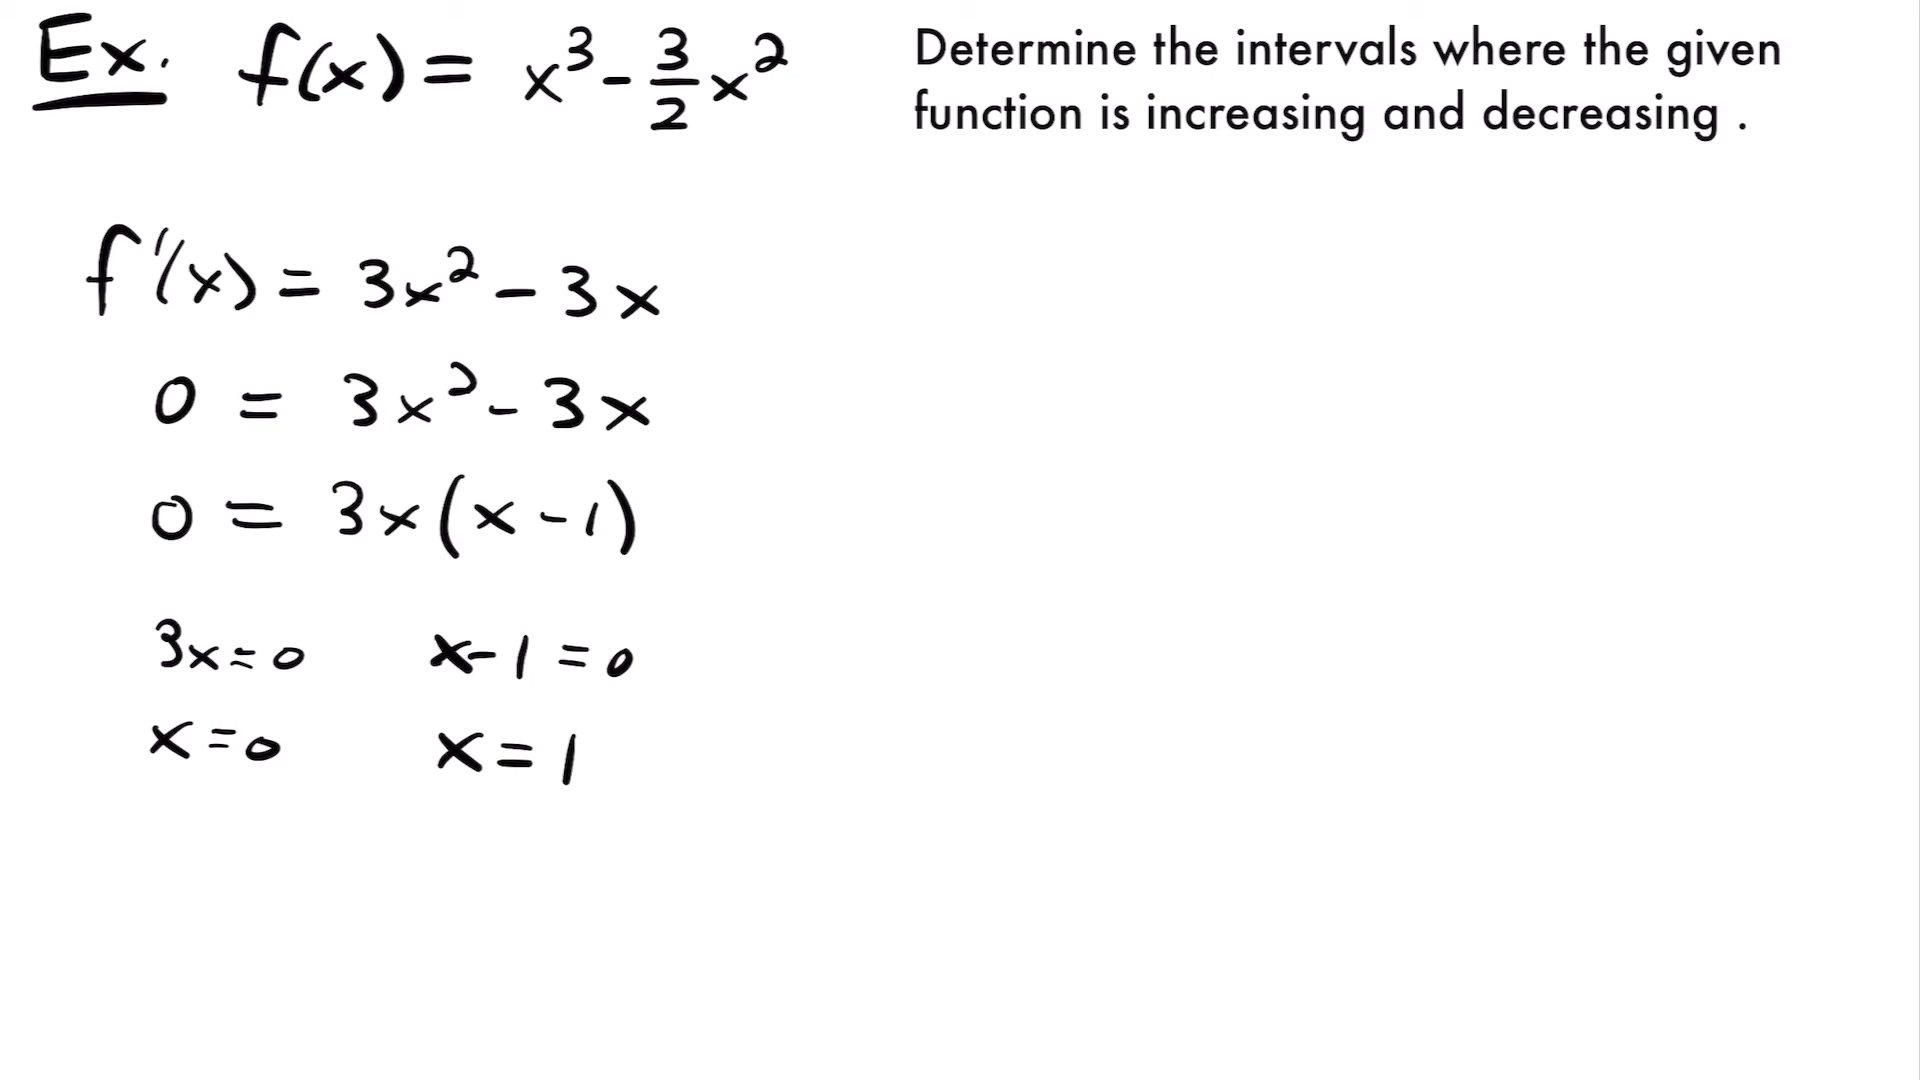 Ex. f(x) = x³ - 3/2 x²
Determine the intervals where the given
function is increasing and decreasing .
f'(x) = 3x² - 3x
0 = 3x² - 3x
0 = 3x(x - 1)
3x = 0 x - 1 = 0
x = 0 x = 1